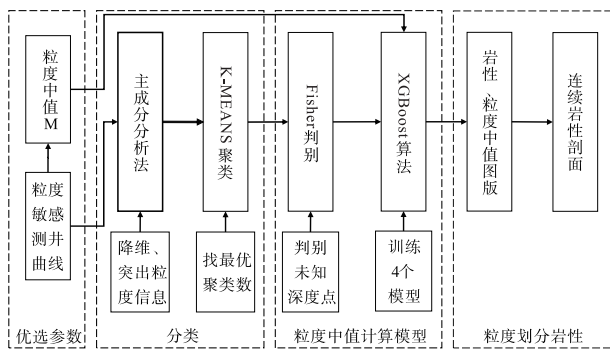 粒度中值M
粒度
敏感
测井
曲线
优选参数
主成分分析法
K-MEANS聚类
降维、
突出粒
度信息
找最优
聚类数
分类
Fisher判别
XGBoost算法
判别
未知
深度点
训练
4个
模型
粒度中值计算模型
岩性、粒度中值图版
连续岩性剖面
粒度划分岩性